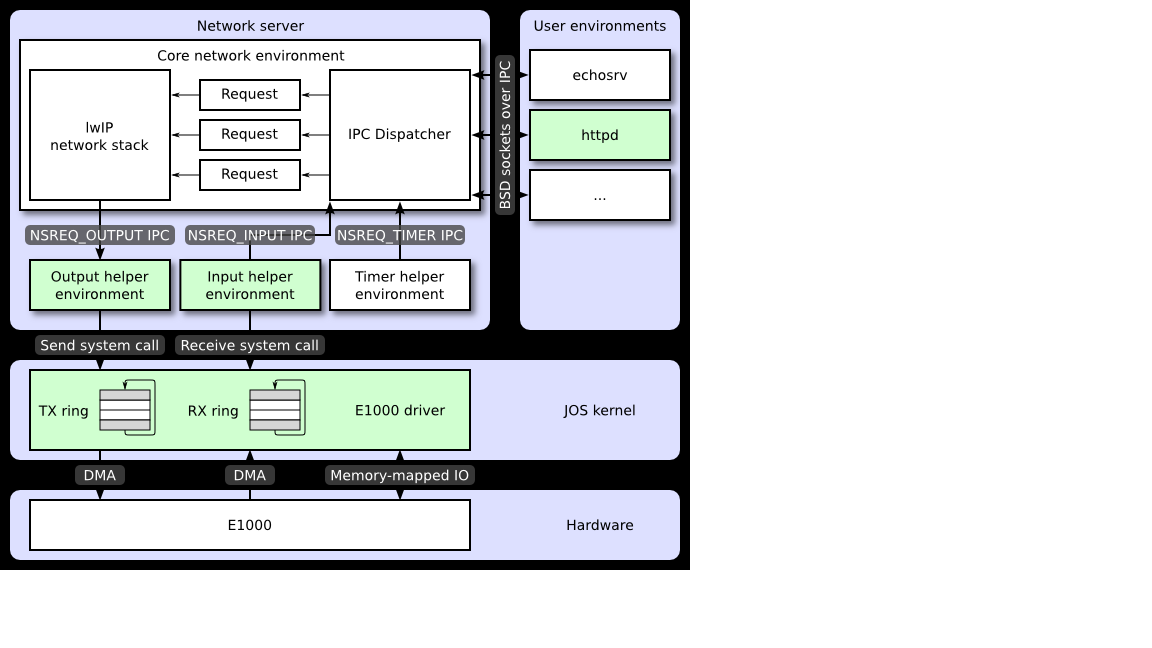 Network server
User environments
Core network environment
lwIP
network stack
Request
Request
Request
IPC Dispatcher
BSD sockets over IPC
echosrv
httpd
...
NSREQ_OUTPUT IPC
NSREQ_INPUT IPC
NSREQ_TIMER IPC
Output helper
environment
Input helper
environment
Timer helper
environment
Send system call
Receive system call
TX ring
RX ring
E1000 driver
JOS kernel
DMA
DMA
Memory-mapped IO
E1000
Hardware